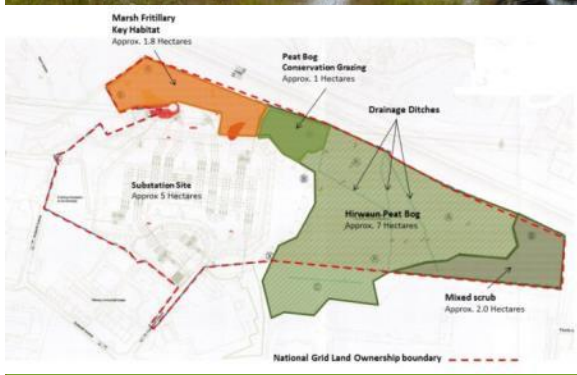 Marsh Fritillary
Key Habitat
Approx. 1.8 Hectares
Peat Bog
Conservation Grazing
Approx. 1 Hectares
Drainage Ditches
Substation Site
Approx 5 Hectares
Hirwaun Peat Bog
Approx. 7 Hectares
Mixed scrub
Approx. 2.0 Hectares
National Grid Land Ownership boundary